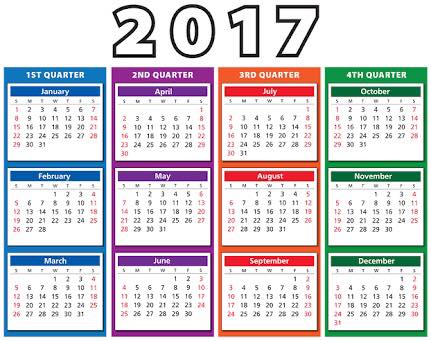 2017
1ST QUARTER
January
S M T W T F S
1 2 3 4 5 6 7
8 9 10 11 12 13 14
15 16 17 18 19 20 21
22 23 24 25 26 27 28
29 30 31
February
S M T W T F S
1 2 3 4
5 6 7 8 9 10 11
12 13 14 15 16 17 18
19 20 21 22 23 24 25
26 27 28
March
S M T W T F S
1 2 3 4
5 6 7 8 9 10 11
12 13 14 15 16 17 18
19 20 21 22 23 24 25
26 27 28 29 30 31
2ND QUARTER
April
S M T W T F S
1
2 3 4 5 6 7 8
9 10 11 12 13 14 15
16 17 18 19 20 21 22
23 24 25 26 27 28 29
30
May
S M T W T F S
1 2 3 4 5 6
7 8 9 10 11 12 13
14 15 16 17 18 19 20
21 22 23 24 25 26 27
28 29 30 31
June
S M T W T F S
1 2 3
4 5 6 7 8 9 10
11 12 13 14 15 16 17
18 19 20 21 22 23 24
25 26 27 28 29 30
3RD QUARTER
July
S M T W T F S
1
2 3 4 5 6 7 8
9 10 11 12 13 14 15
16 17 18 19 20 21 22
23 24 25 26 27 28 29
30 31
August
S M T W T F S
1 2 3 4 5
6 7 8 9 10 11 12
13 14 15 16 17 18 19
20 21 22 23 24 25 26
27 28 29 30 31
September
S M T W T F S
1 2
3 4 5 6 7 8 9
10 11 12 13 14 15 16
17 18 19 20 21 22 23
24 25 26 27 28 29 30
4TH QUARTER
October
S M T W T F S
1 2 3 4 5 6 7
8 9 10 11 12 13 14
15 16 17 18 19 20 21
22 23 24 25 26 27 28
29 30 31
November
S M T W T F S
1 2 3 4
5 6 7 8 9 10 11
12 13 14 15 16 17 18
19 20 21 22 23 24 25
26 27 28 29 30
December
S M T W T F S
1 2
3 4 5 6 7 8 9
10 11 12 13 14 15 16
17 18 19 20 21 22 23
24 25 26 27 28 29 30
31